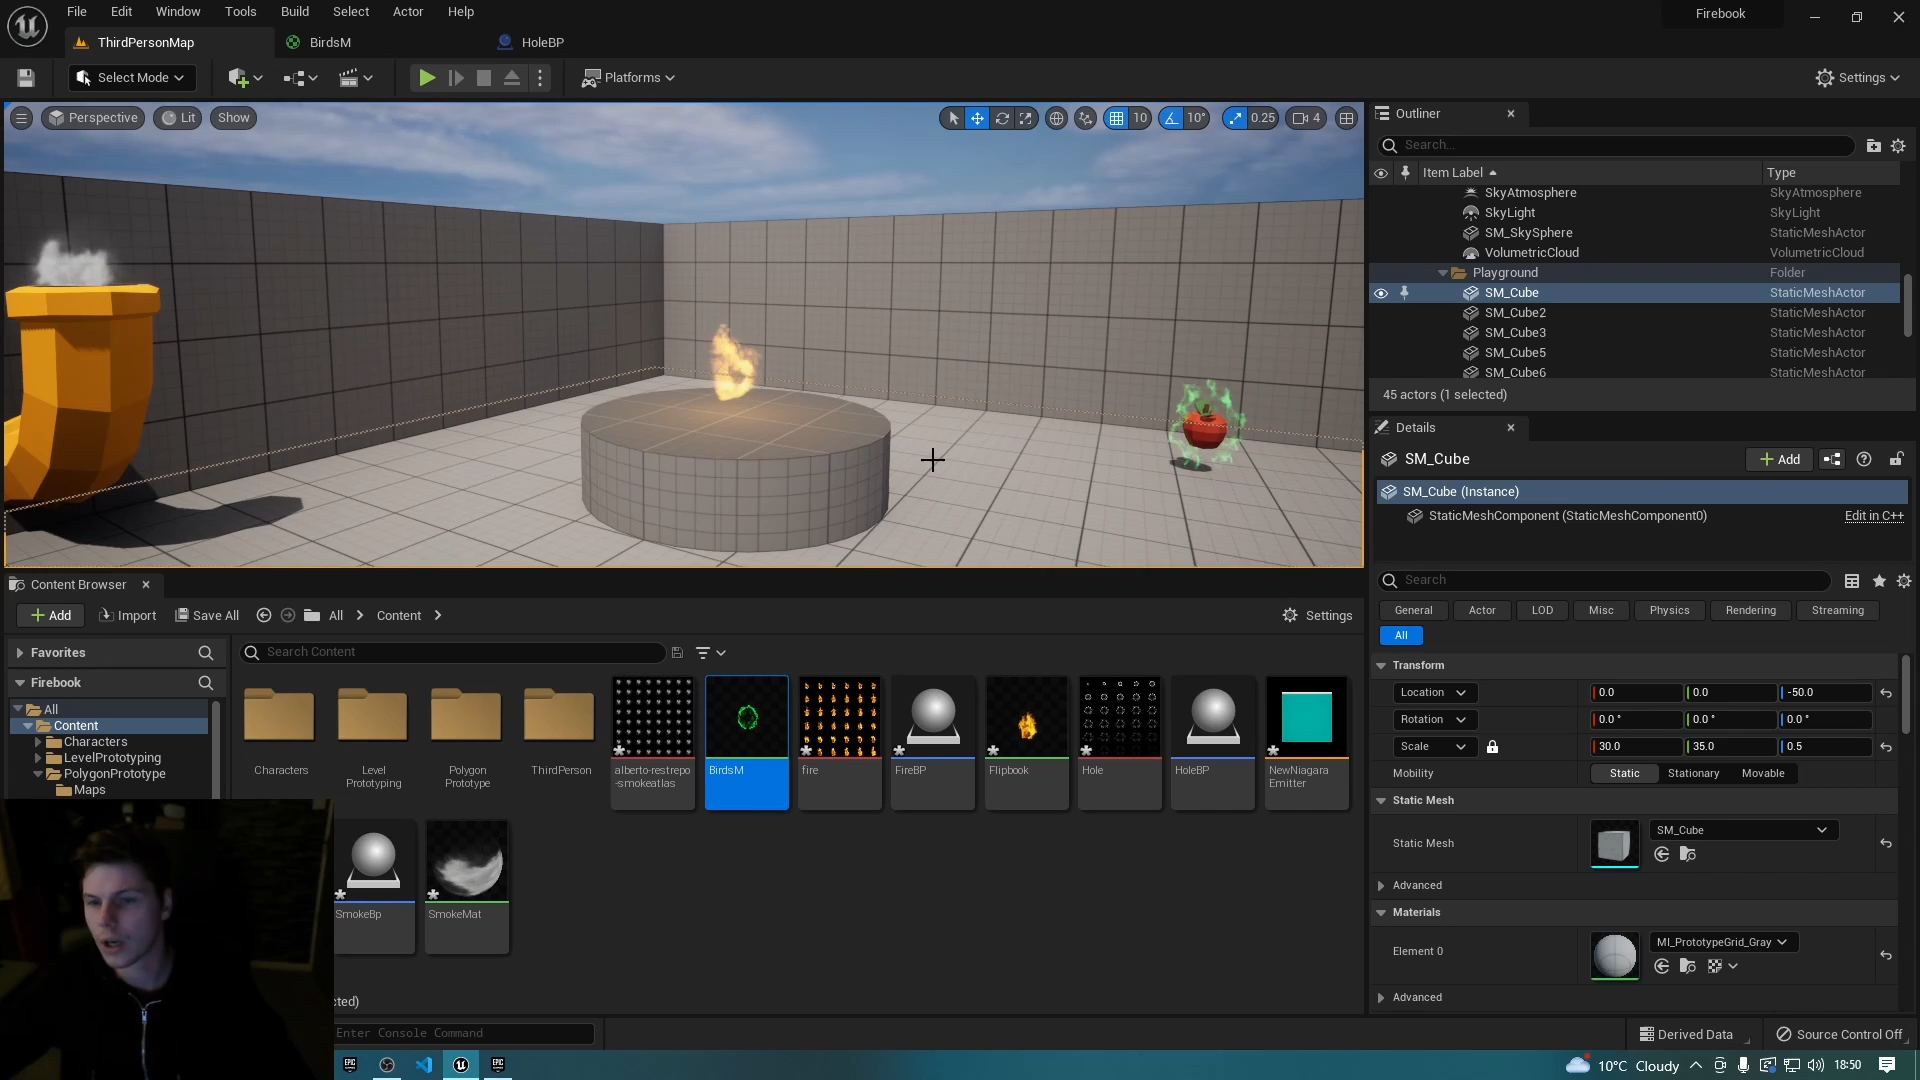 File Edit Window Tools Build Select Actor Help
Firebook
ThirdPersonMap
BirdsM
HoleBP
Select Mode
Platforms
Settings
Perspective
Lit
Show
10
10°
0.25
4
Outliner
Search...
Item Label
Type
SkyAtmosphere SkyAtmosphere
SkyLight SkyLight
SM_SkySphere StaticMeshActor
VolumetricCloud VolumetricCloud
Playground Folder
SM_Cube StaticMeshActor
SM_Cube2 StaticMeshActor
SM_Cube3 StaticMeshActor
SM_Cube5 StaticMeshActor
SM_Cube6 StaticMeshActor
45 actors (1 selected)
Details
SM_Cube
Add
SM_Cube (Instance)
StaticMeshComponent (StaticMeshComponent0)
Edit in C++
Search
General Actor LOD Misc Physics Rendering Streaming
All
Transform
Location 0.0 0.0 -50.0
Rotation 0.0 ° 0.0 ° 0.0 °
Scale 30.0 35.0 0.5
Mobility Static Stationary Movable
Static Mesh
Static Mesh SM_Cube
Advanced
Materials
Element 0 MI_PrototypeGrid_Gray
Advanced
Content Browser
Add
Import
Save All
All
Content
Settings
Favorites
Search Content
Firebook
All
Content
Characters
LevelPrototyping
PolygonPrototype
Maps
Characters
Level
Prototyping
Polygon
Prototype
ThirdPerson
alberto-restrepo
-smokeatlas
BirdsM
fire
FireBP
Flipbook
Hole
HoleBP
NewNiagara
Emitter
SmokeBp
SmokeMat
cted)
Enter Console Command
Derived Data
Source Control Off
EPIC
EPIC
10°C Cloudy
18:50